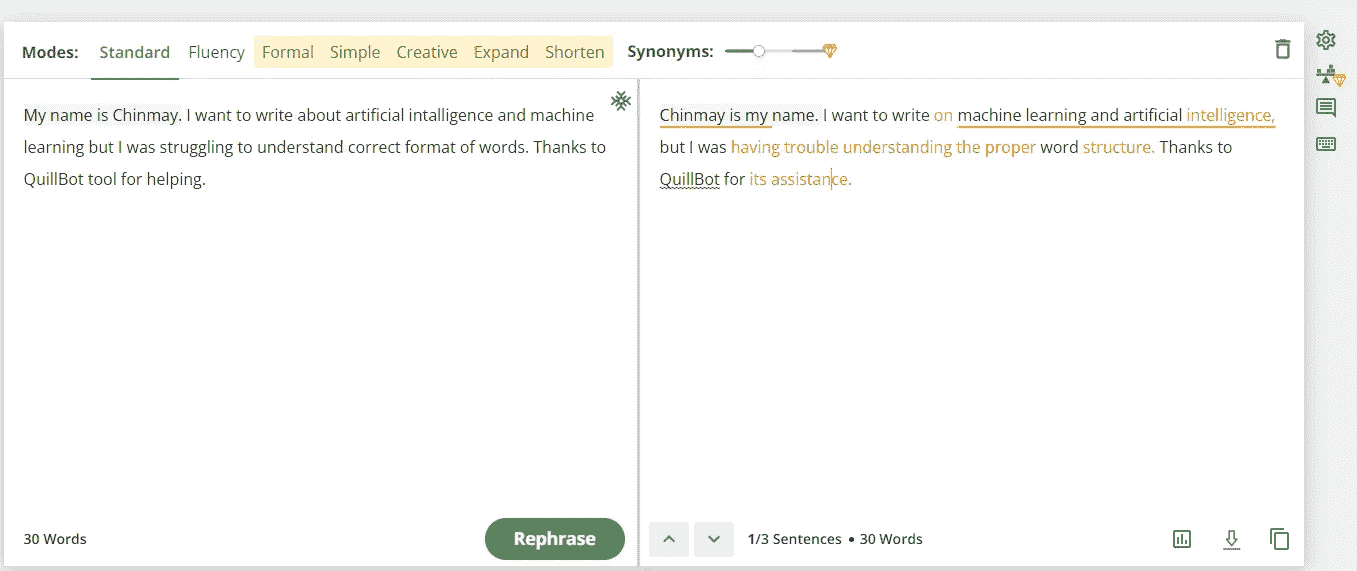 Modes: Standard Fluency Formal Simple Creative Expand Shorten Synonyms:
My name is Chinmay. I want to write about artificial intalligence and machine
learning but I was struggling to understand correct format of words. Thanks to
QuillBot tool for helping.
Chinmay is my name. I want to write on machine learning and artificial intelligence,
but I was having trouble understanding the proper word structure. Thanks to
QuillBot for its assistance.
30 Words
Rephrase
1/3 Sentences • 30 Words